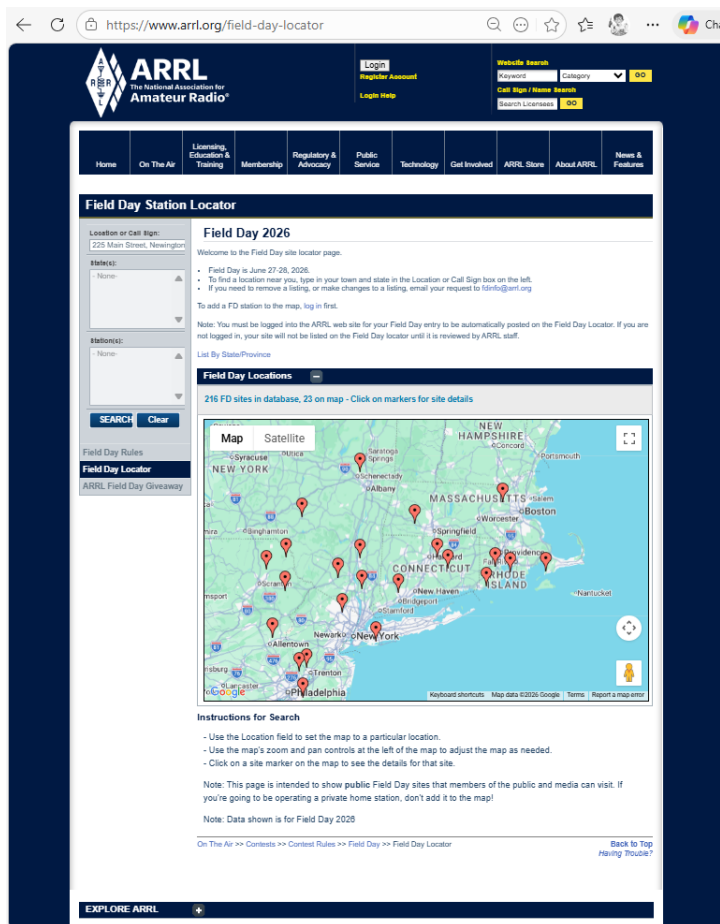 https://www.arrl.org/field-day-locator
Cha
ARRL
The National Association for
Amateur Radio®
Login
Register Account
Login Help
Website Search
Keyword Category GO
Call Sign / Name Search
Search Licensees GO
Home On The Air Licensing, Education & Training Membership Regulatory & Advocacy Public Service Technology Get Involved ARRL Store About ARRL News & Features
Field Day Station Locator
Location or Call Sign:
225 Main Street, Newington
State(s):
- None-
Station(s):
- None-
SEARCH Clear
Field Day Rules
Field Day Locator
ARRL Field Day Giveaway
Field Day 2026
Welcome to the Field Day site locator page.
• Field Day is June 27-28, 2026.
• To find a location near you, type in your town and state in the Location or Call Sign box on the left.
• If you need to remove a listing, or make changes to a listing, email your request to fdinfo@arrl.org
To add a FD station to the map, log in first.
Note: You must be logged into the ARRL web site for your Field Day entry to be automatically posted on the Field Day Locator. If you are
not logged in, your site will not be listed on the Field Day locator until it is reviewed by ARRL staff.
List By State/Province
Field Day Locations
216 FD sites in database, 23 on map - Click on markers for site details
Map Satellite
NEW
HAMPSHIRE
Concord
Portsmouth
Syracuse
Utica
Saratoga
Springs
NEW YORK
Schenectady
Albany
MASSACHUSETTS
Salem
Boston
Worcester
Binghamton
Springfield
Providence
CONNECTICUT
RHODE
ISLAND
Nantucket
New Haven
Bridgeport
Stamford
Newark
New York
Allentown
Trenton
Lancaster
Philadelphia
Google
Keyboard shortcuts Map data ©2026 Google Terms Report a map error
Instructions for Search
- Use the Location field to set the map to a particular location.
- Use the map's zoom and pan controls at the left of the map to adjust the map as needed.
- Click on a site marker on the map to see the details for that site.
Note: This page is intended to show public Field Day sites that members of the public and media can visit. If
you're going to be operating a private home station, don't add it to the map!
Note: Data shown is for Field Day 2026
On The Air >> Contests >> Contest Rules >> Field Day >> Field Day Locator
Back to Top
Having Trouble?
EXPLORE ARRL